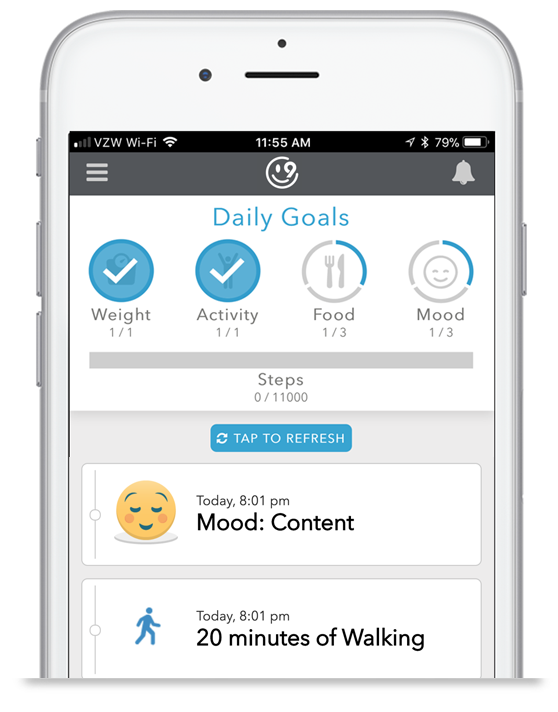 VZW Wi-Fi 11:55 AM 79%
Daily Goals
Weight Activity Food Mood
1 / 1 1 / 1 1 / 3 1 / 3
Steps
0 / 11000
TAP TO REFRESH
Today, 8:01 pm
Mood: Content
Today, 8:01 pm
20 minutes of Walking